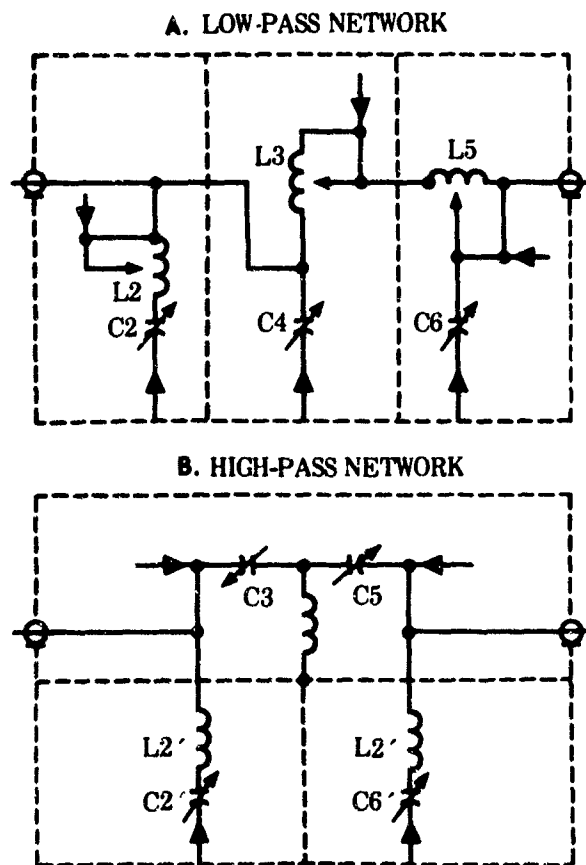 A. LOW-PASS NETWORK
L3
L5
L2
C2
C4
C6
B. HIGH-PASS NETWORK
C3
C5
L2´
L2´
C2´
C6´